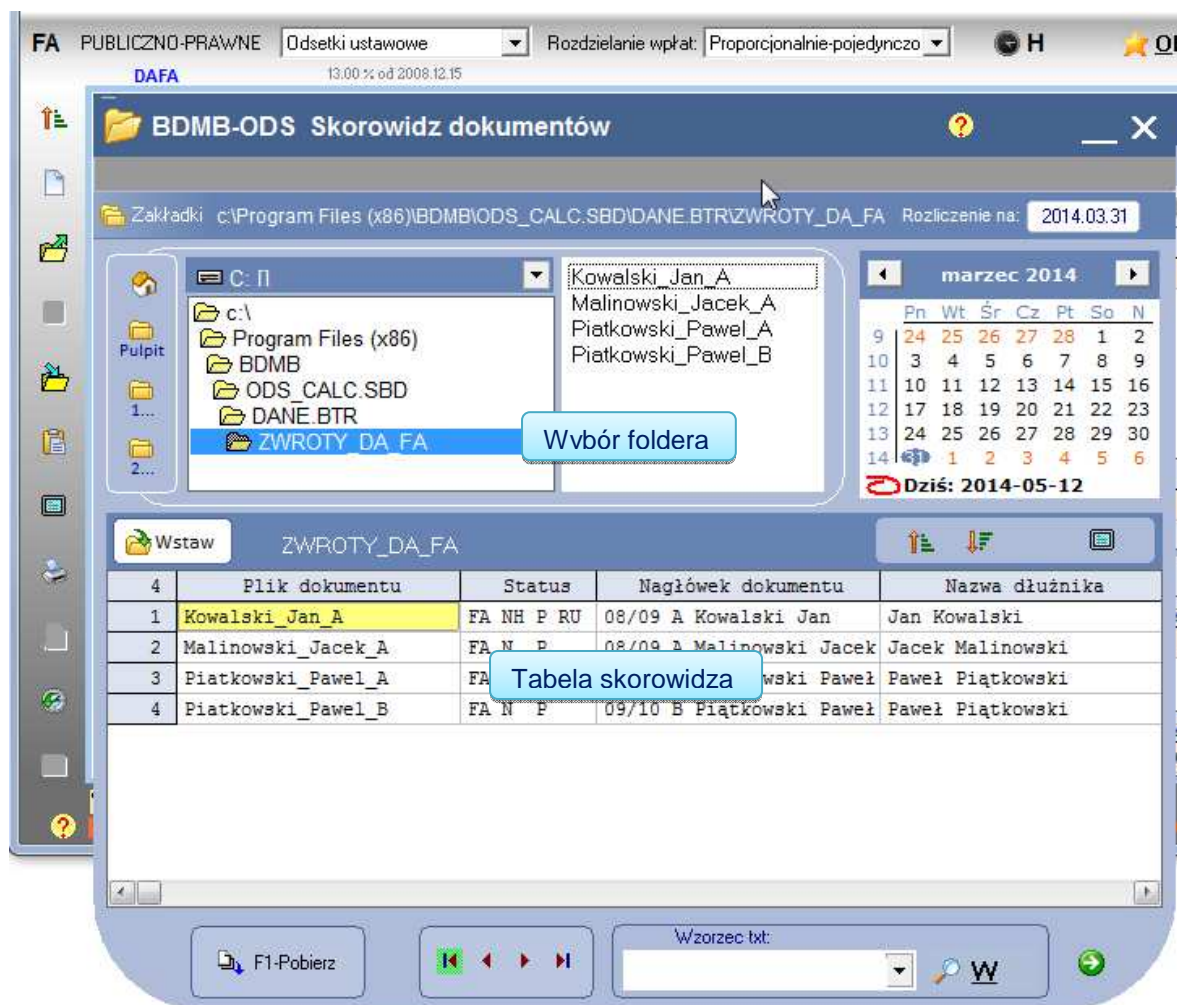 FA PUBLICZNO-PRAWNE Odsetki ustawowe Rozdzielanie wpłat: Proporcjonalnie-pojedynczo H
DAFA 13.00 % od 2008.12.15
BDMB-ODS Skorowidz dokumentów
Zakładki c:\Program Files (x86)\BDMB\ODS_CALC.SBD\DANE.BTR\ZWROTY_DA_FA Rozliczenie na: 2014.03.31
Pulpit
1...
2...
C: []
c:\
Program Files (x86)
BDMB
ODS_CALC.SBD
DANE.BTR
ZWROTY_DA_FA
Kowalski_Jan_A
Malinowski_Jacek_A
Piatkowski_Pawel_A
Piatkowski_Pawel_B
Wybór foldera
marzec 2014
Pn Wt Śr Cz Pt So N
9 24 25 26 27 28 1 2
10 3 4 5 6 7 8 9
11 10 11 12 13 14 15 16
12 17 18 19 20 21 22 23
13 24 25 26 27 28 29 30
14 31 1 2 3 4 5 6
Dziś: 2014-05-12
Wstaw ZWROTY_DA_FA
4 Plik dokumentu Status Nagłówek dokumentu Nazwa dłużnika
1 Kowalski_Jan_A FA NH P RU 08/09 A Kowalski Jan Jan Kowalski
2 Malinowski_Jacek_A FA N P 08/09 A Malinowski Jacek Jacek Malinowski
3 Piatkowski_Pawel_A FA wski Paweł Paweł Piątkowski
4 Piatkowski_Pawel_B FA N P 09/10 B Piątkowski Paweł Paweł Piątkowski
Tabela skorowidza
F1-Pobierz
Wzorzec txt:
W